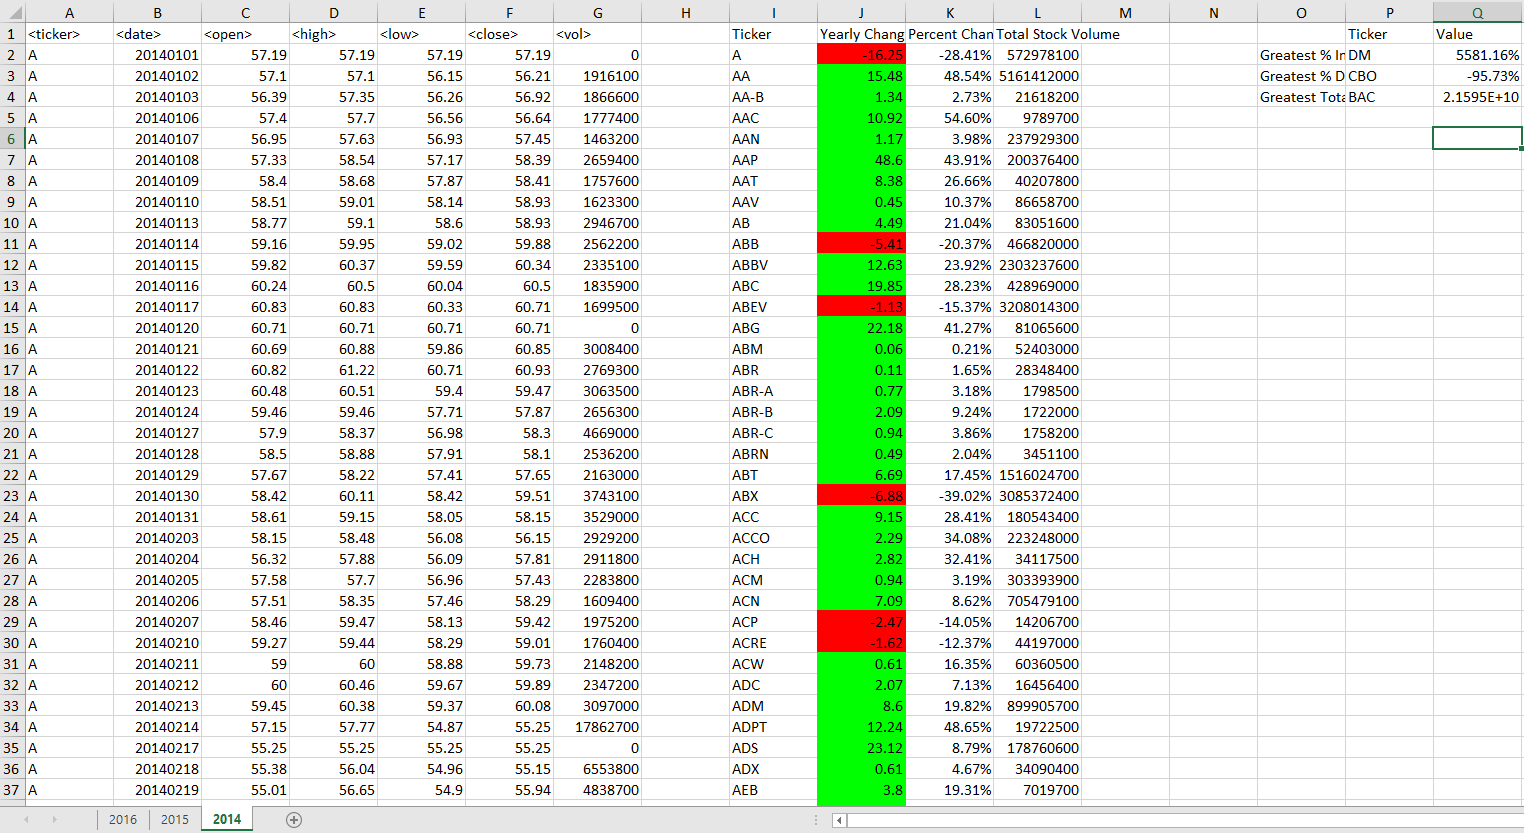 A B C D E F G H I J K L M N O P Q
1 <ticker> <date> <open> <high> <low> <close> <vol> Ticker Yearly Chang Percent Chan Total Stock Volume Ticker Value
2 A 20140101 57.19 57.19 57.19 57.19 0 A -16.25 -28.41% 572978100 Greatest % In DM 5581.16%
3 A 20140102 57.1 57.1 56.15 56.21 1916100 AA 15.48 48.54% 5161412000 Greatest % D CBO -95.73%
4 A 20140103 56.39 57.35 56.26 56.92 1866600 AA-B 1.34 2.73% 21618200 Greatest Tota BAC 2.1595E+10
5 A 20140106 57.4 57.7 56.56 56.64 1777400 AAC 10.92 54.60% 9789700
6 A 20140107 56.95 57.63 56.93 57.45 1463200 AAN 1.17 3.98% 237929300
7 A 20140108 57.33 58.54 57.17 58.39 2659400 AAP 48.6 43.91% 200376400
8 A 20140109 58.4 58.68 57.87 58.41 1757600 AAT 8.38 26.66% 40207800
9 A 20140110 58.51 59.01 58.14 58.93 1623300 AAV 0.45 10.37% 86658700
10 A 20140113 58.77 59.1 58.6 58.93 2946700 AB 4.49 21.04% 83051600
11 A 20140114 59.16 59.95 59.02 59.88 2562200 ABB -5.41 -20.37% 466820000
12 A 20140115 59.82 60.37 59.59 60.34 2335100 ABBV 12.63 23.92% 2303237600
13 A 20140116 60.24 60.5 60.04 60.5 1835900 ABC 19.85 28.23% 428969000
14 A 20140117 60.83 60.83 60.33 60.71 1699500 ABEV -1.13 -15.37% 3208014300
15 A 20140120 60.71 60.71 60.71 60.71 0 ABG 22.18 41.27% 81065600
16 A 20140121 60.69 60.88 59.86 60.85 3008400 ABM 0.06 0.21% 52403000
17 A 20140122 60.82 61.22 60.71 60.93 2769300 ABR 0.11 1.65% 28348400
18 A 20140123 60.48 60.51 59.4 59.47 3063500 ABR-A 0.77 3.18% 1798500
19 A 20140124 59.46 59.46 57.71 57.87 2656300 ABR-B 2.09 9.24% 1722000
20 A 20140127 57.9 58.37 56.98 58.3 4669000 ABR-C 0.94 3.86% 1758200
21 A 20140128 58.5 58.88 57.91 58.1 2536200 ABRN 0.49 2.04% 3451100
22 A 20140129 57.67 58.22 57.41 57.65 2163000 ABT 6.69 17.45% 1516024700
23 A 20140130 58.42 60.11 58.42 59.51 3743100 ABX -6.88 -39.02% 3085372400
24 A 20140131 58.61 59.15 58.05 58.15 3529000 ACC 9.15 28.41% 180543400
25 A 20140203 58.15 58.48 56.08 56.15 2929200 ACCO 2.29 34.08% 223248000
26 A 20140204 56.32 57.88 56.09 57.81 2911800 ACH 2.82 32.41% 34117500
27 A 20140205 57.58 57.7 56.96 57.43 2283800 ACM 0.94 3.19% 303393900
28 A 20140206 57.51 58.35 57.46 58.29 1609400 ACN 7.09 8.62% 705479100
29 A 20140207 58.46 59.47 58.13 59.42 1975200 ACP -2.47 -14.05% 14206700
30 A 20140210 59.27 59.44 58.29 59.01 1760400 ACRE -1.62 -12.37% 44197000
31 A 20140211 59 60 58.88 59.73 2148200 ACW 0.61 16.35% 60360500
32 A 20140212 60 60.46 59.67 59.89 2347200 ADC 2.07 7.13% 16456400
33 A 20140213 59.45 60.38 59.37 60.08 3097000 ADM 8.6 19.82% 899905700
34 A 20140214 57.15 57.77 54.87 55.25 17862700 ADPT 12.24 48.65% 19722500
35 A 20140217 55.25 55.25 55.25 55.25 0 ADS 23.12 8.79% 178760600
36 A 20140218 55.38 56.04 54.96 55.15 6553800 ADX 0.61 4.67% 34090400
37 A 20140219 55.01 56.65 54.9 55.94 4838700 AEB 3.8 19.31% 7019700
2016 2015 2014